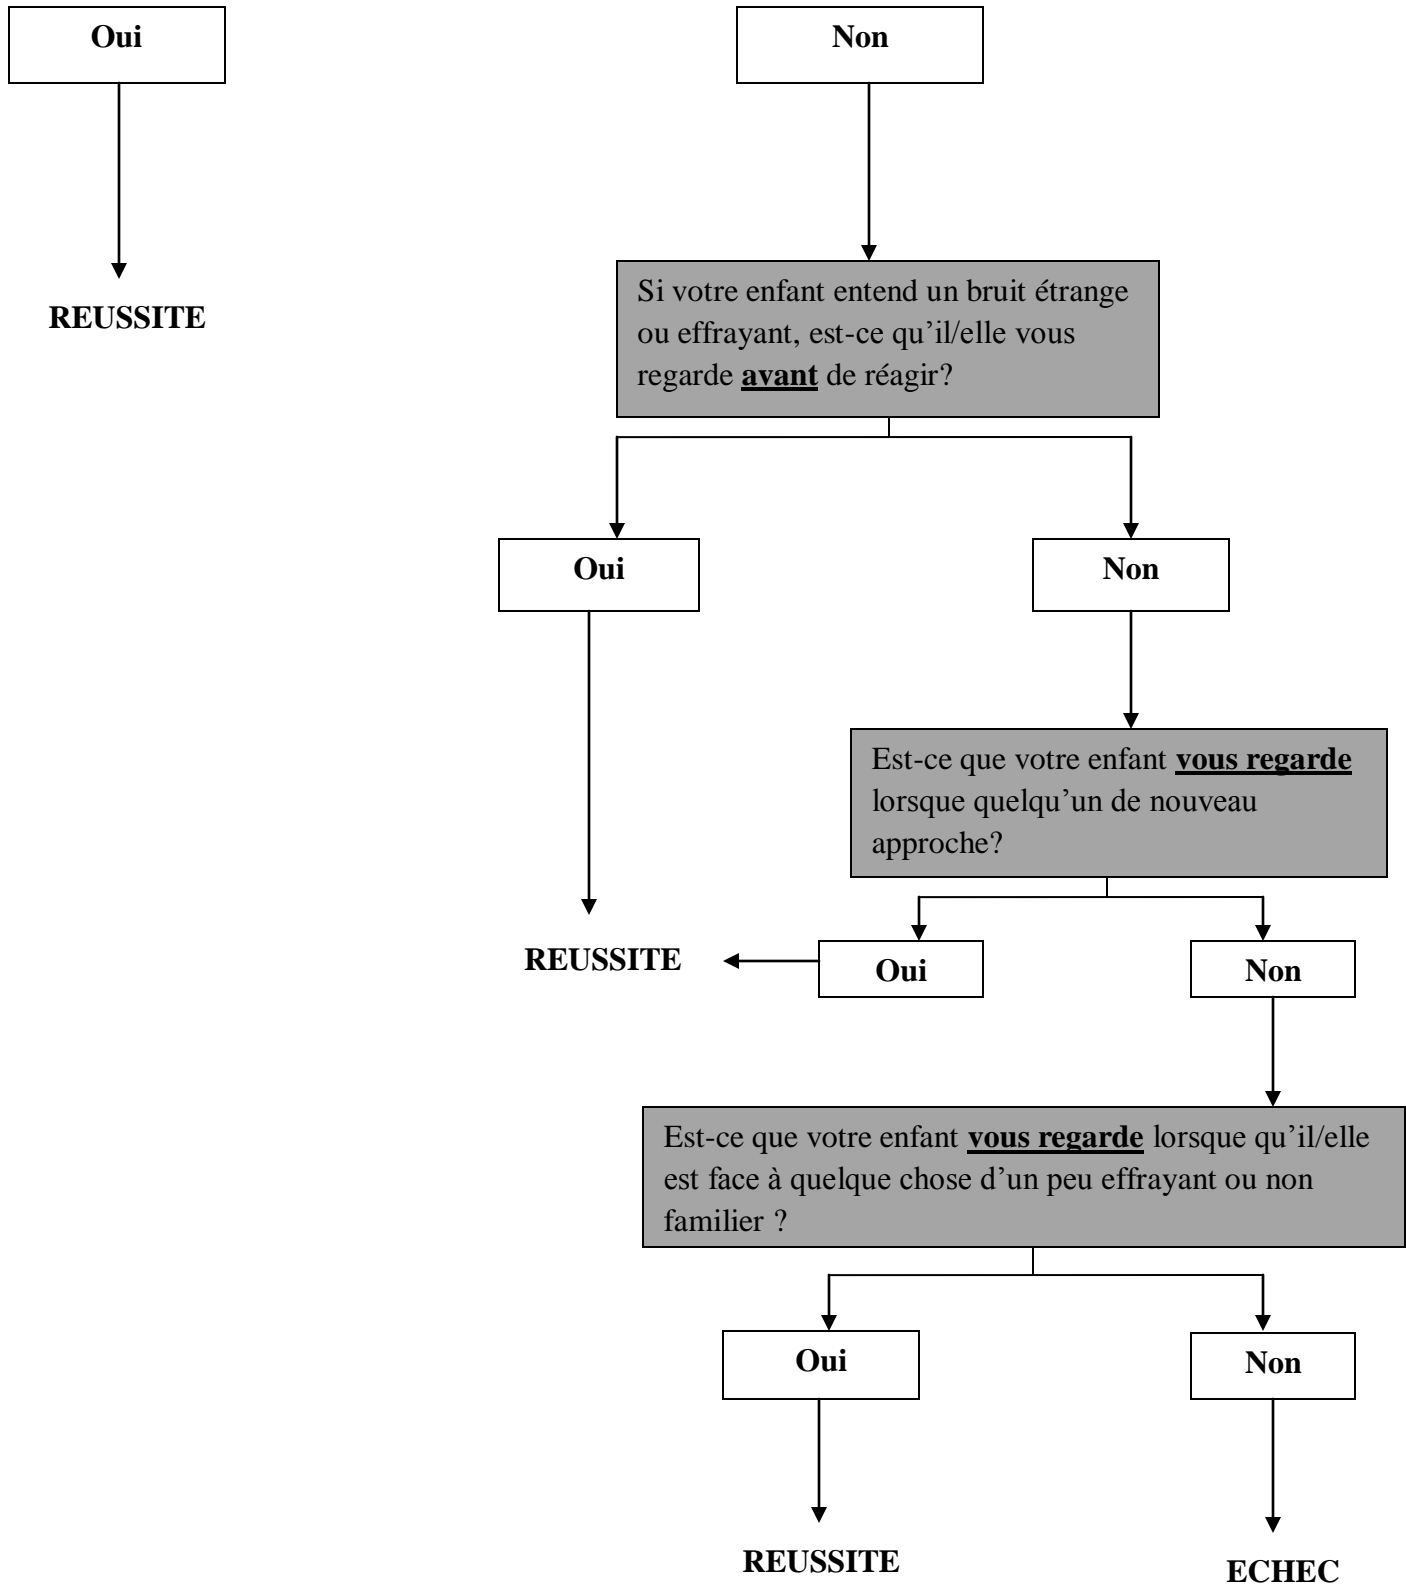 Oui
Non
REUSSITE
Si votre enfant entend un bruit étrange
ou effrayant, est-ce qu’il/elle vous
regarde avant de réagir?
Oui
Non
Est-ce que votre enfant vous regarde
lorsque quelqu’un de nouveau
approche?
REUSSITE
Oui
Non
Est-ce que votre enfant vous regarde lorsque qu’il/elle
est face à quelque chose d’un peu effrayant ou non
familier ?
Oui
Non
REUSSITE
ECHEC